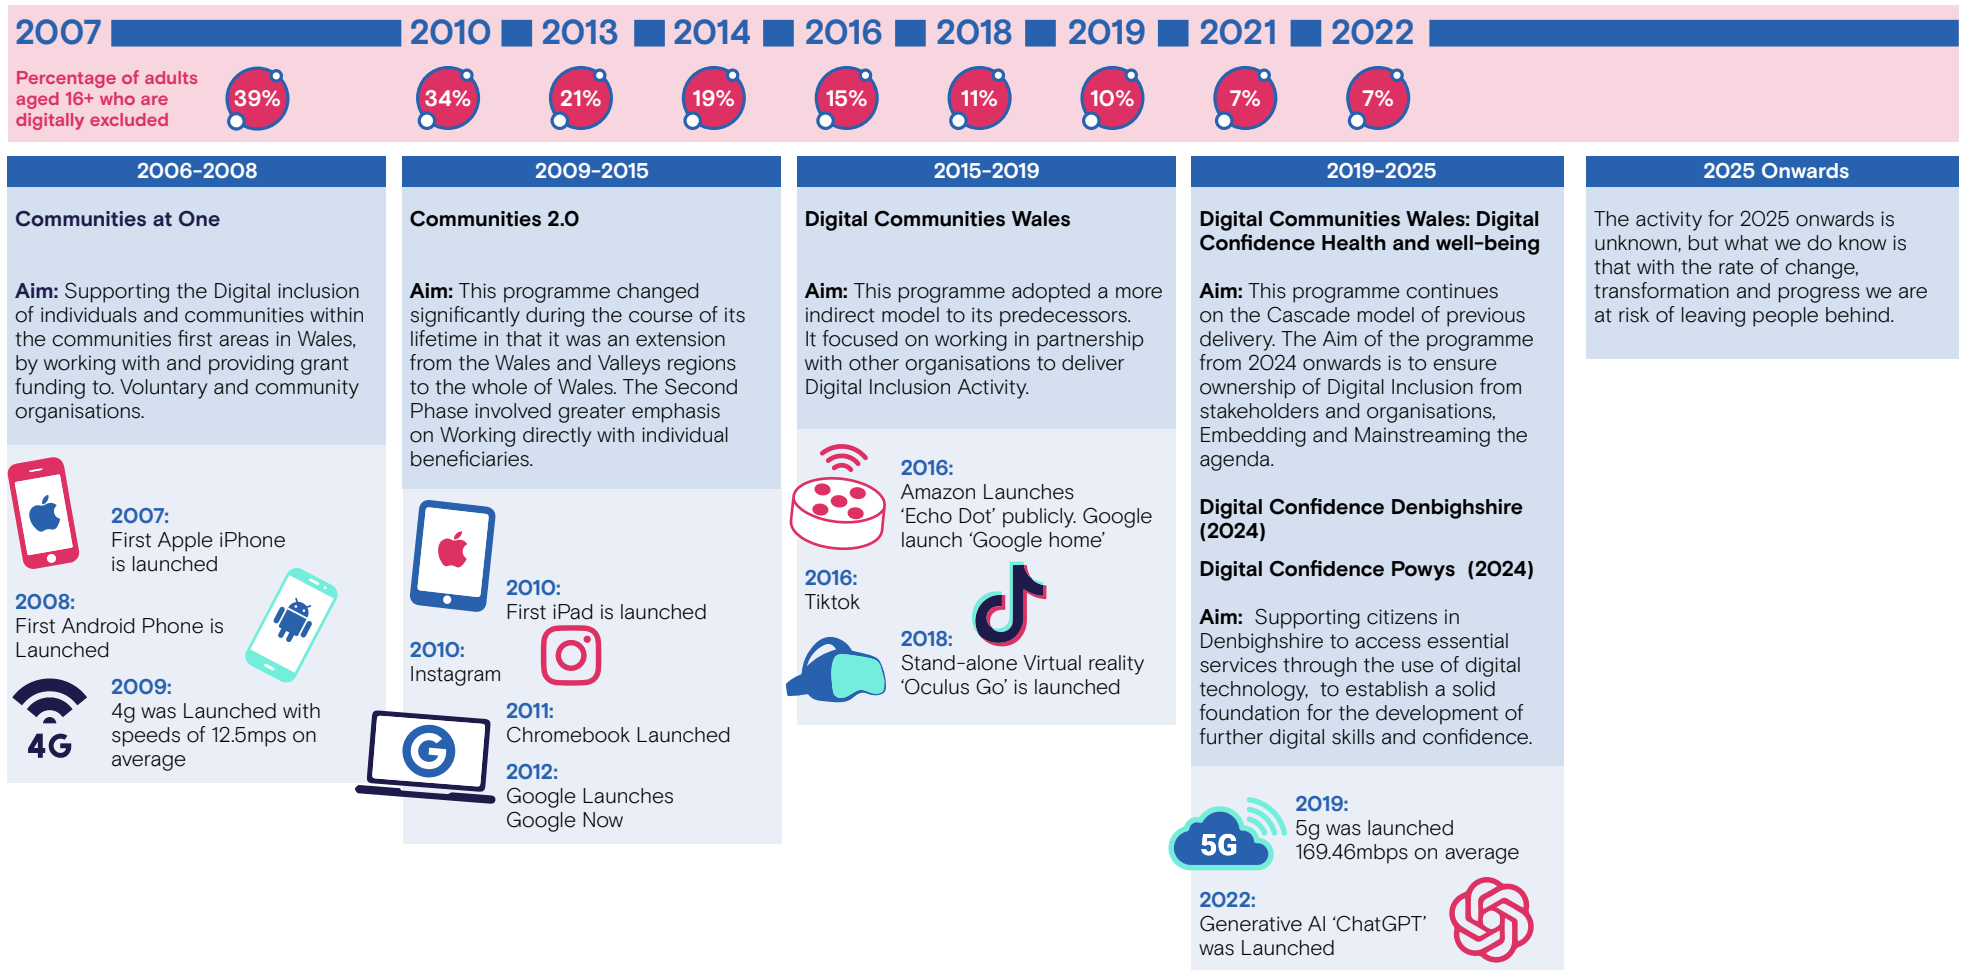 2007 2010 2013 2014 2016 2018 2019 2021 2022
Percentage of adults
aged 16+ who are
digitally excluded
39% 34% 21% 19% 15% 11% 10% 7% 7%
2006-2008
Communities at One
Aim: Supporting the Digital inclusion
of individuals and communities within
the communities first areas in Wales,
by working with and providing grant
funding to. Voluntary and community
organisations.
2007:
First Apple iPhone
is launched
2008:
First Android Phone is
Launched
2009:
4g was Launched with
speeds of 12.5mps on
average
4G
2009-2015
Communities 2.0
Aim: This programme changed
significantly during the course of its
lifetime in that it was an extension
from the Wales and Valleys regions
to the whole of Wales. The Second
Phase involved greater emphasis
on Working directly with individual
beneficiaries.
2010:
First iPad is launched
2010:
Instagram
2011:
Chromebook Launched
2012:
Google Launches
Google Now
G
2015-2019
Digital Communities Wales
Aim: This programme adopted a more
indirect model to its predecessors.
It focused on working in partnership
with other organisations to deliver
Digital Inclusion Activity.
2016:
Amazon Launches
‘Echo Dot’ publicly. Google
launch ‘Google home’
2016:
Tiktok
2018:
Stand-alone Virtual reality
‘Oculus Go’ is launched
2019-2025
Digital Communities Wales: Digital
Confidence Health and well-being
Aim: This programme continues
on the Cascade model of previous
delivery. The Aim of the programme
from 2024 onwards is to ensure
ownership of Digital Inclusion from
stakeholders and organisations,
Embedding and Mainstreaming the
agenda.
Digital Confidence Denbighshire
(2024)
Digital Confidence Powys (2024)
Aim: Supporting citizens in
Denbighshire to access essential
services through the use of digital
technology, to establish a solid
foundation for the development of
further digital skills and confidence.
2019:
5g was launched
169.46mbps on average
5G
2022:
Generative AI ‘ChatGPT’
was Launched
2025 Onwards
The activity for 2025 onwards is
unknown, but what we do know is
that with the rate of change,
transformation and progress we are
at risk of leaving people behind.